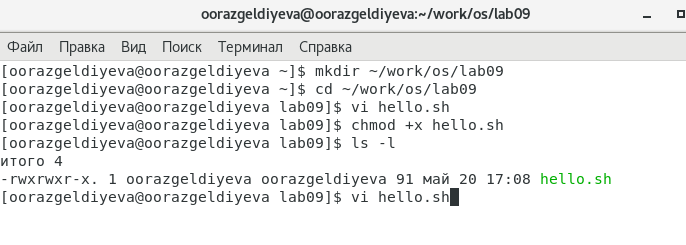 oorazgeldiyeva@oorazgeldiyeva:~/work/os/lab09
Файл Правка Вид Поиск Терминал Справка
[oorazgeldiyeva@oorazgeldiyeva ~]$ mkdir ~/work/os/lab09
[oorazgeldiyeva@oorazgeldiyeva ~]$ cd ~/work/os/lab09
[oorazgeldiyeva@oorazgeldiyeva lab09]$ vi hello.sh
[oorazgeldiyeva@oorazgeldiyeva lab09]$ chmod +x hello.sh
[oorazgeldiyeva@oorazgeldiyeva lab09]$ ls -l
итого 4
-rwxrwxr-x. 1 oorazgeldiyeva oorazgeldiyeva 91 май 20 17:08 hello.sh
[oorazgeldiyeva@oorazgeldiyeva lab09]$ vi hello.sh